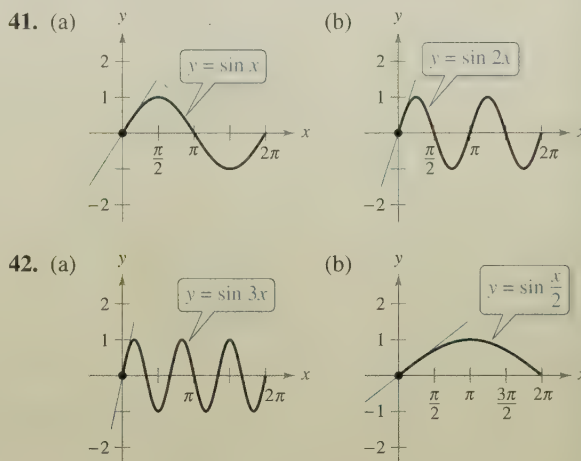 41. (a)
y
2
1
−2
y = sin x
π/2
π
2π
x
(b)
y
2
1
−2
y = sin 2x
π/2
π
2π
x
42. (a)
y
2
1
−2
y = sin 3x
π
2π
x
(b)
y
2
1
−1
−2
y = sin x/2
π/2
π
3π/2
2π
x